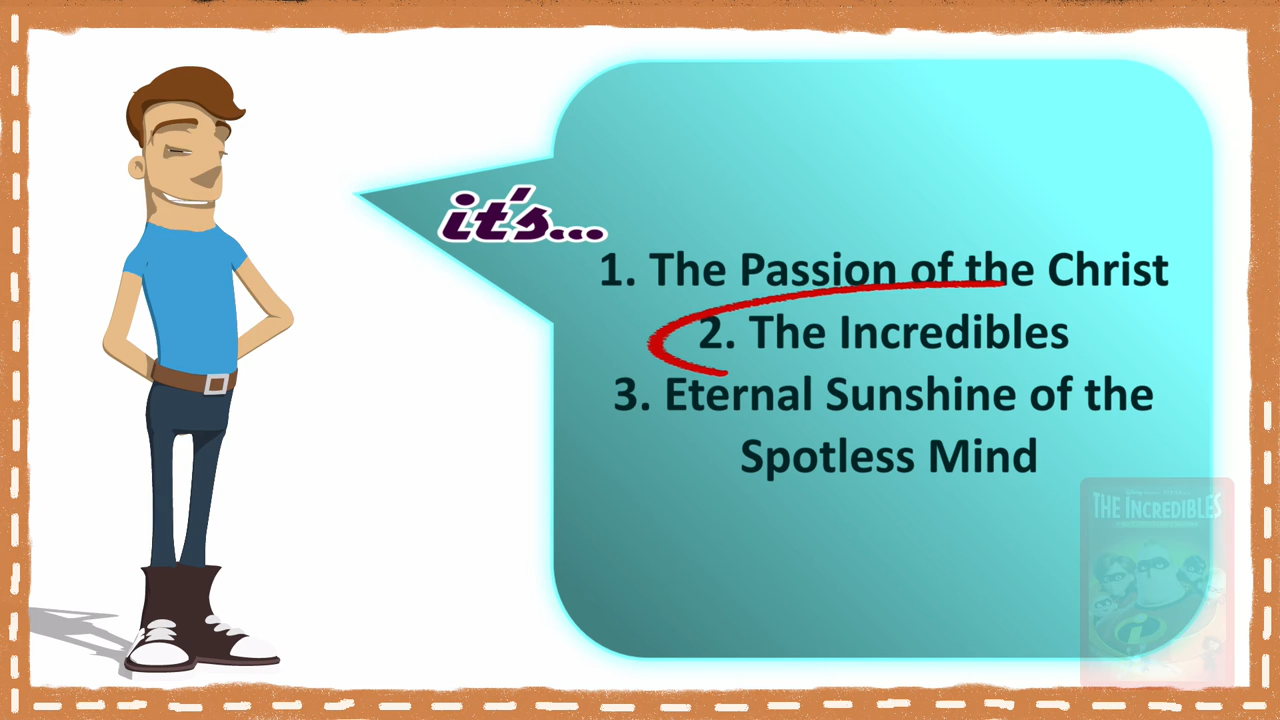 it's...
1. The Passion of the Christ
2. The Incredibles
3. Eternal Sunshine of the
Spotless Mind
THE INCREDIBLES